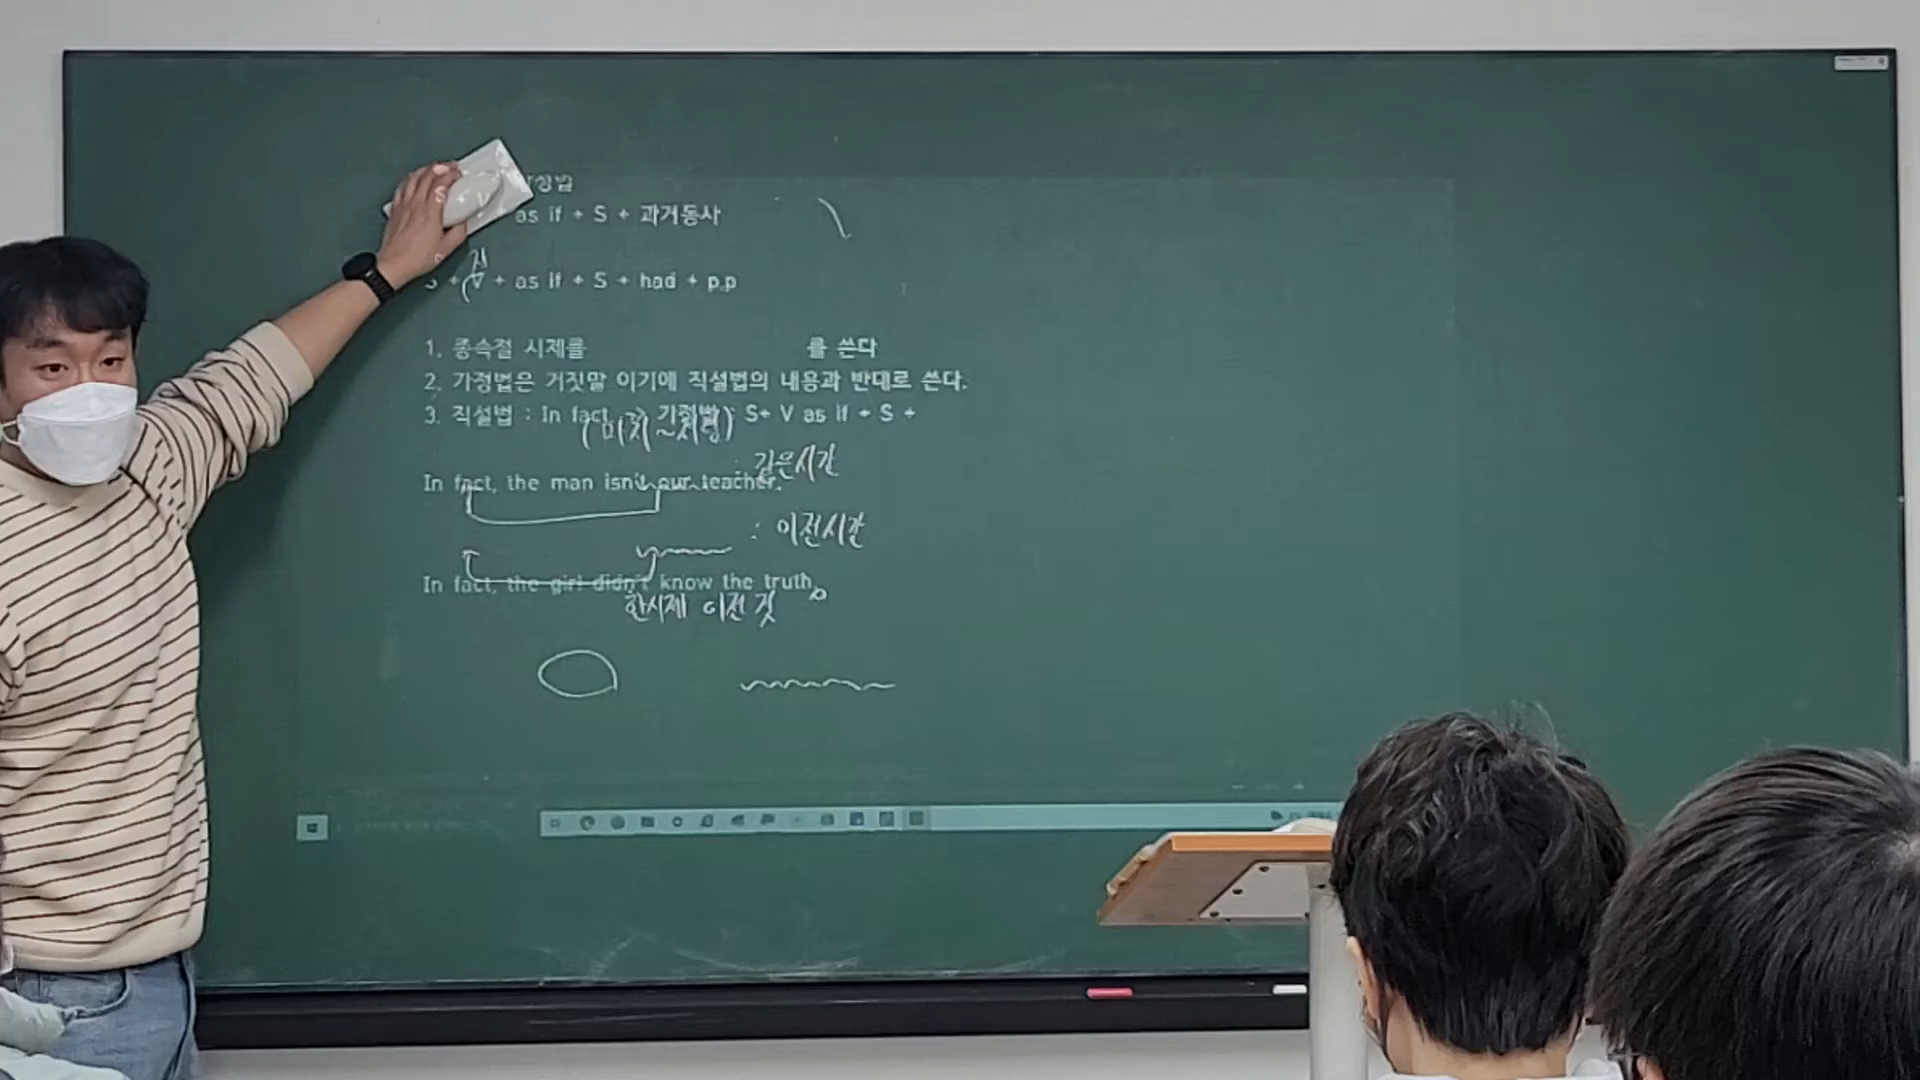 as if + S + 과거동사
+ as if + S + had + p.p
1. 종속절 시제를 를 쓴다
2. 가정법은 거짓말 이기에 직설법의 내용과 반대로 쓴다.
3. 직설법 : In fact 가정법 : S+ V as if + S +
(마치 ~처럼)
: 같은시간
In fact, the man isn't our teacher.
: 이전시간
In fact, the girl didn't know the truth.
한시제 이전 것